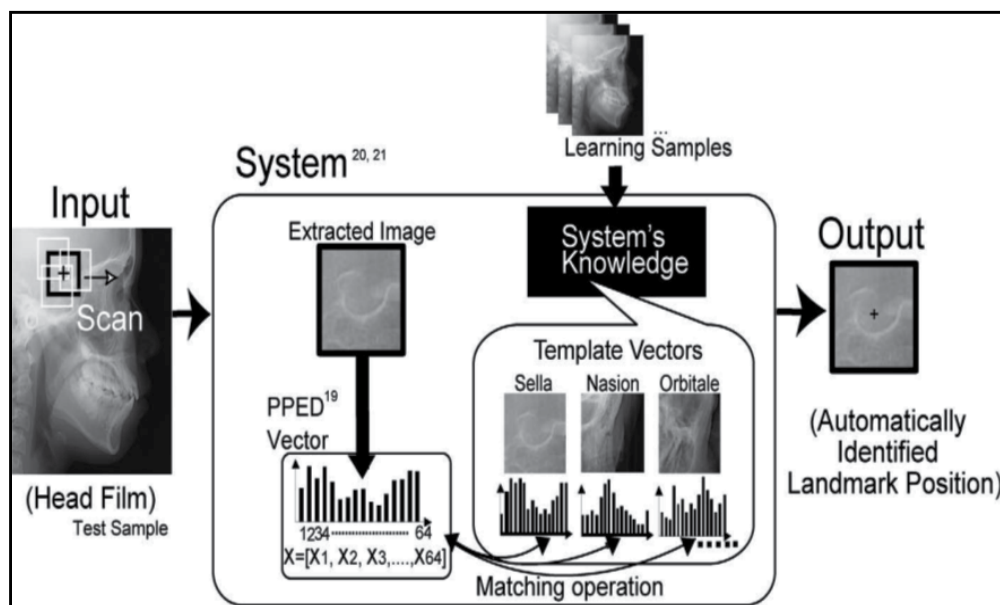 ...
Learning Samples
System 20, 21
Input
Scan
(Head Film)
Test Sample
Extracted Image
PPED19
Vector
1234 64
X=[X1, X2, X3,....,X64]
System's
Knowledge
Template Vectors
Sella Nasion Orbitale
Matching operation
Output
(Automatically
Identified
Landmark Position)